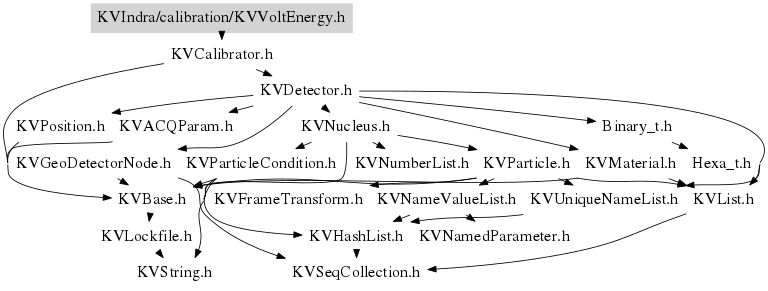 KVIndra/calibration/KVVoltEnergy.h
KVCalibrator.h
KVDetector.h
KVPosition.h KVACQParam.h KVNucleus.h Binary_t.h
KVGeoDetectorNode.h KVParticleCondition.h KVNumberList.h KVParticle.h KVMaterial.h Hexa_t.h
KVBase.h KVFrameTransform.h KVNameValueList.h KVUniqueNameList.h KVList.h
KVLockfile.h KVHashList.h KVNamedParameter.h
KVString.h KVSeqCollection.h